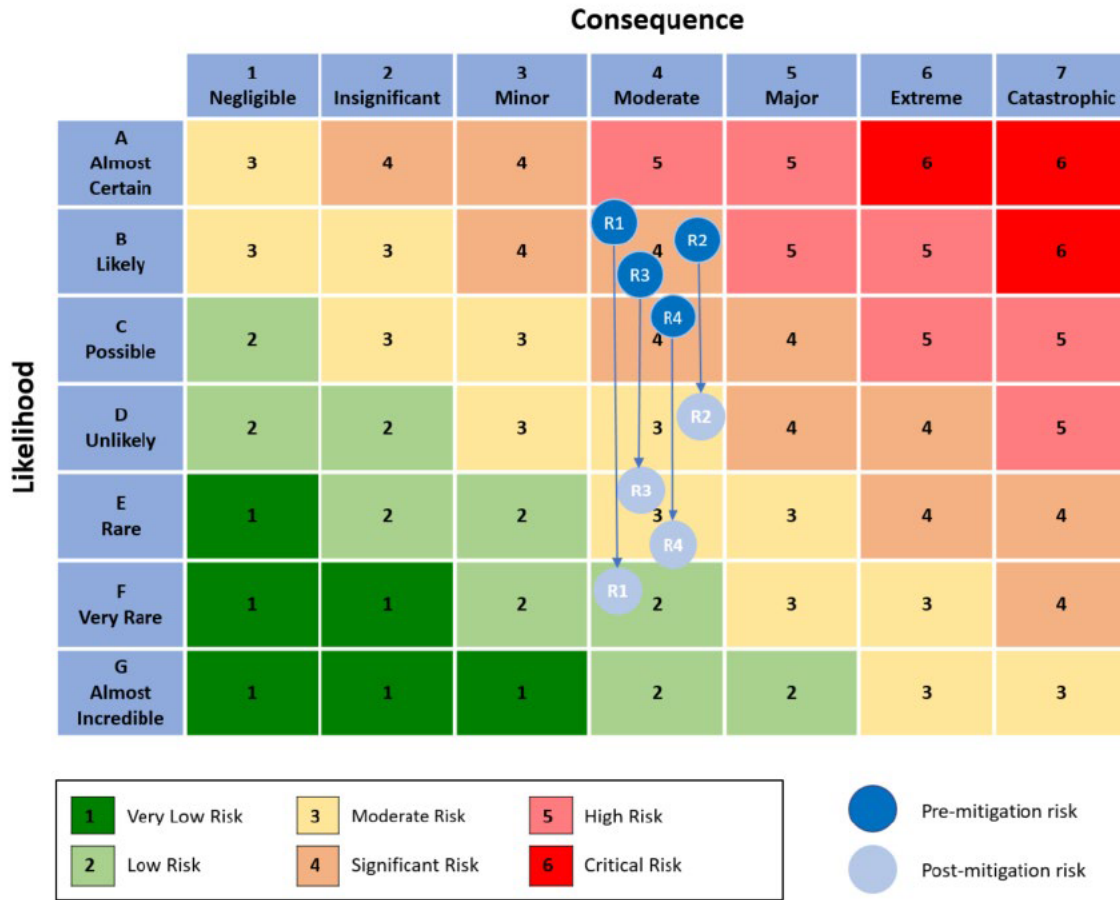 Consequence
1 2 3 4 5 6 7
Negligible Insignificant Minor Moderate Major Extreme Catastrophic
Likelihood
A
Almost
Certain
3 4 4 5 5 6 6
B
Likely
3 3 4 4 5 5 6
R1
R2
R3
C
Possible
2 3 3 4 4 5 5
R4
D
Unlikely
2 2 3 3 4 4 5
R2
E
Rare
1 2 2 3 3 4 4
R3
R4
F
Very Rare
1 1 2 2 3 3 4
R1
G
Almost
Incredible
1 1 1 2 2 3 3
1 Very Low Risk 3 Moderate Risk 5 High Risk
2 Low Risk 4 Significant Risk 6 Critical Risk
Pre-mitigation risk
Post-mitigation risk